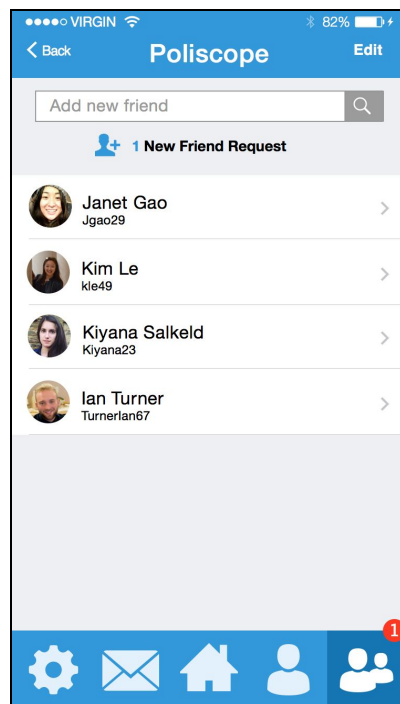 VIRGIN 82%
Back Poliscope Edit
Add new friend
1 New Friend Request
Janet Gao
Jgao29
Kim Le
kle49
Kiyana Salkeld
Kiyana23
Ian Turner
TurnerIan67
1